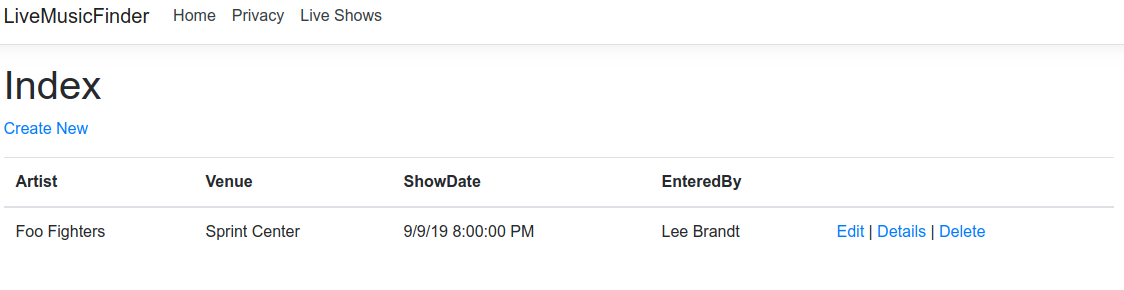 LiveMusicFinder Home Privacy Live Shows
Index
Create New
Artist Venue ShowDate EnteredBy
Foo Fighters Sprint Center 9/9/19 8:00:00 PM Lee Brandt Edit | Details | Delete